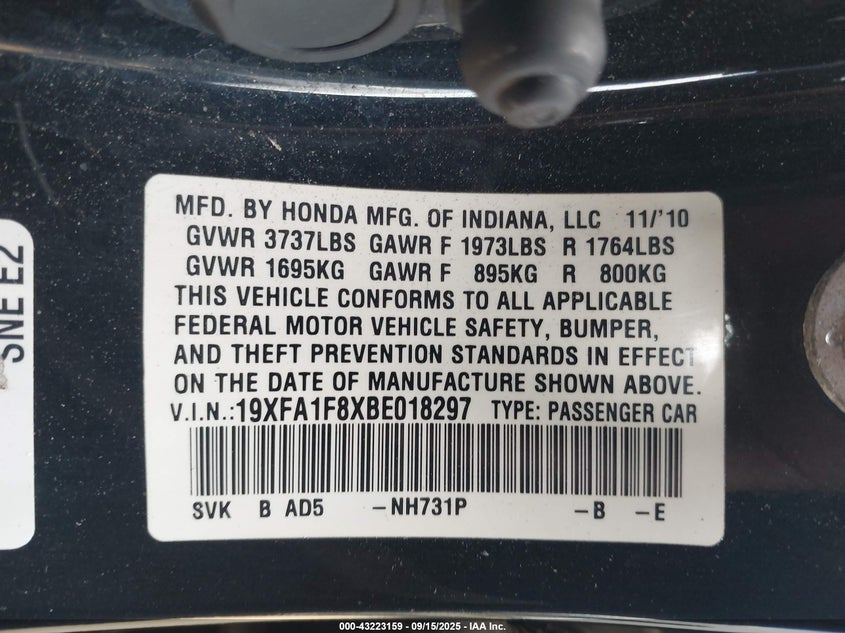 MFD. BY HONDA MFG. OF INDIANA, LLC 11/'10
GVWR 3737LBS GAWR F 1973LBS R 1764LBS
GVWR 1695KG GAWR F 895KG R 800KG
THIS VEHICLE CONFORMS TO ALL APPLICABLE
FEDERAL MOTOR VEHICLE SAFETY, BUMPER,
AND THEFT PREVENTION STANDARDS IN EFFECT
ON THE DATE OF MANUFACTURE SHOWN ABOVE.
V.I.N.:19XFA1F8XBE018297 TYPE: PASSENGER CAR
SVK B AD5 -NH731P -B -E
SNE E2
000-43223159 - 09/15/2025 - IAA Inc.